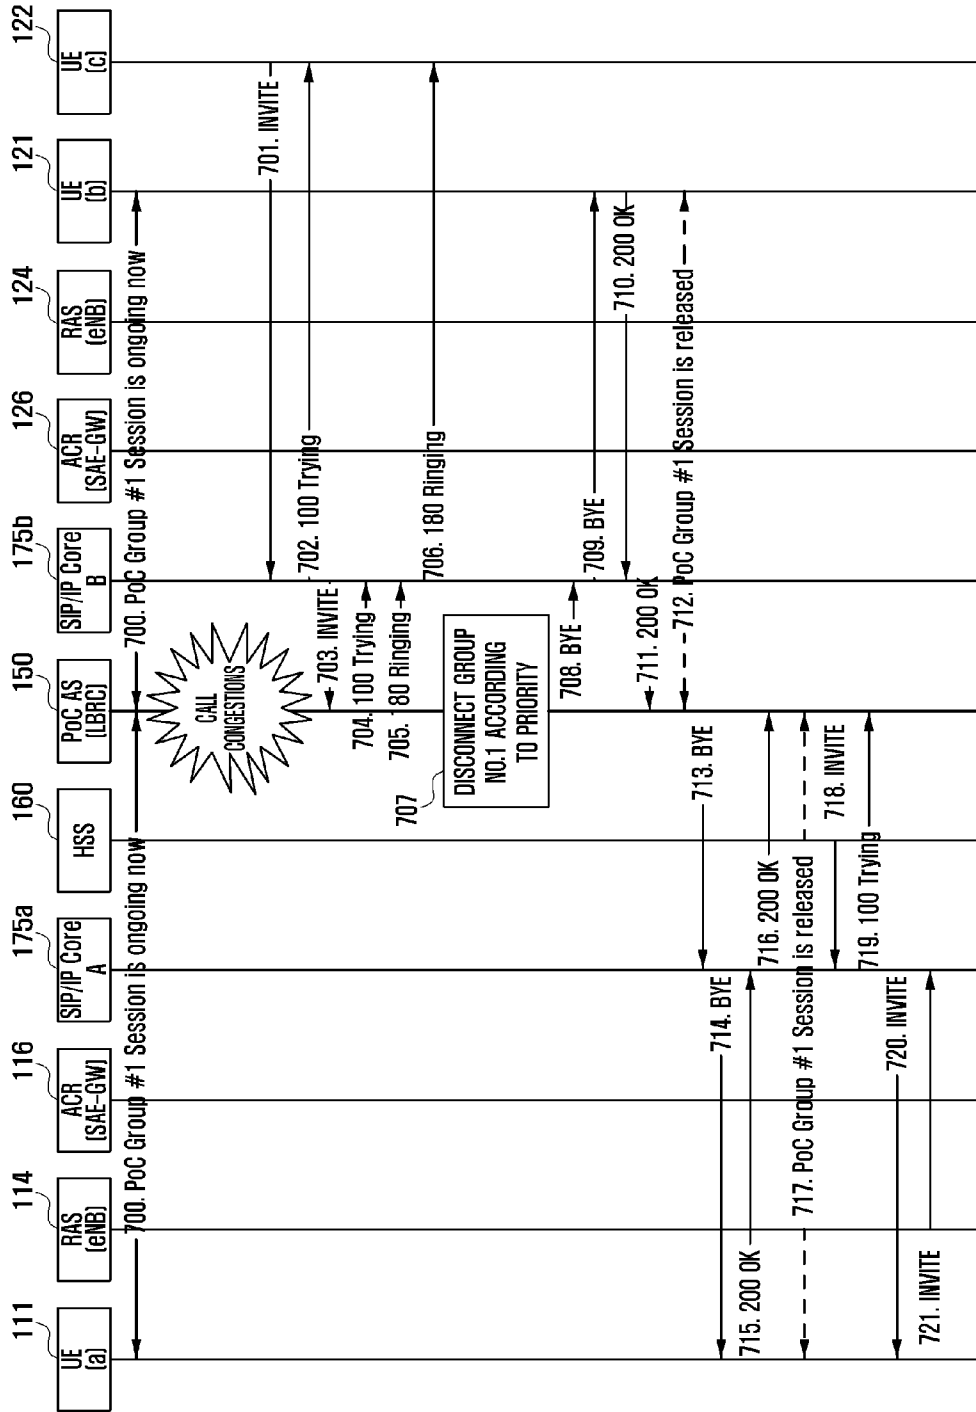 111
UE
(a)
114
RAS
(eNB)
116
ACR
(SAE-GW)
175a
SIP/IP Core
A
160
HSS
150
PoC AS
(LBRC)
175b
SIP/IP Core
B
126
ACR
(SAE-GW)
124
RAS
(eNB)
121
UE
(b)
122
UE
(c)
700. PoC Group #1 Session is ongoing now
700. PoC Group #1 Session is ongoing now
CALL
CONGESTIONS
701. INVITE
702. 100 Trying
703. INVITE
704. 100 Trying
705. 180 Ringing
706. 180 Ringing
707
DISCONNECT GROUP
NO.1 ACCORDING
TO PRIORITY
708. BYE
709. BYE
710. 200 OK
711. 200 OK
712. PoC Group #1 Session is released
713. BYE
714. BYE
715. 200 OK
716. 200 OK
717. PoC Group #1 Session is released
718. INVITE
719. 100 Trying
720. INVITE
721. INVITE